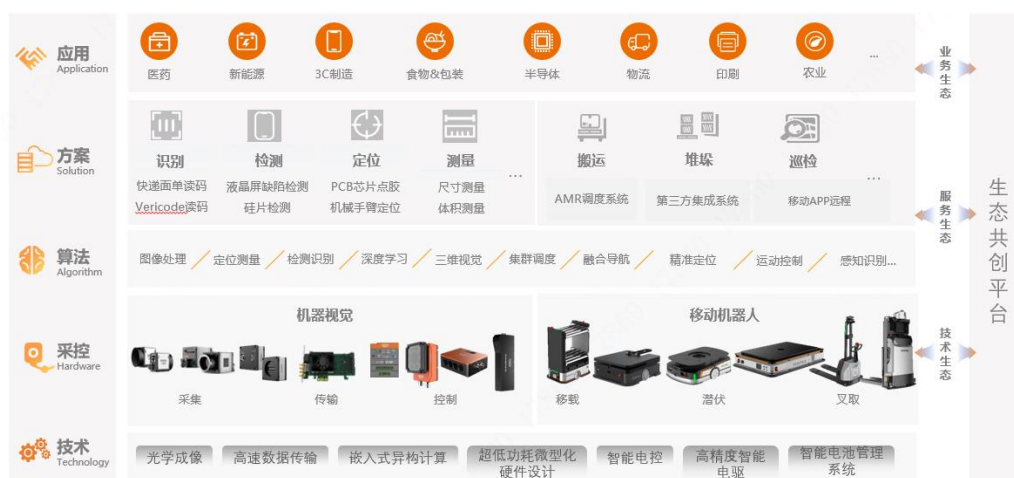 应用
Application
医药
新能源
3C制造
食物&包装
半导体
物流
印刷
农业
...
业务生态
方案
Solution
识别
检测
定位
测量
...
搬运
堆垛
巡检
...
快递面单读码
Vericode读码
液晶屏缺陷检测
硅片检测
PCB芯片点胶
机械手臂定位
尺寸测量
体积测量
AMR调度系统
第三方集成系统
移动APP远程
服务生态
生态共创平台
算法
Algorithm
图像处理
定位测量
检测识别
深度学习
三维视觉
集群调度
融合导航
精准定位
运动控制
感知识别...
采控
Hardware
机器视觉
采集
传输
控制
移动机器人
移载
潜伏
叉取
技术生态
技术
Technology
光学成像
高速数据传输
嵌入式异构计算
超低功耗微型化
硬件设计
智能电控
高精度智能
电驱
智能电池管理
系统